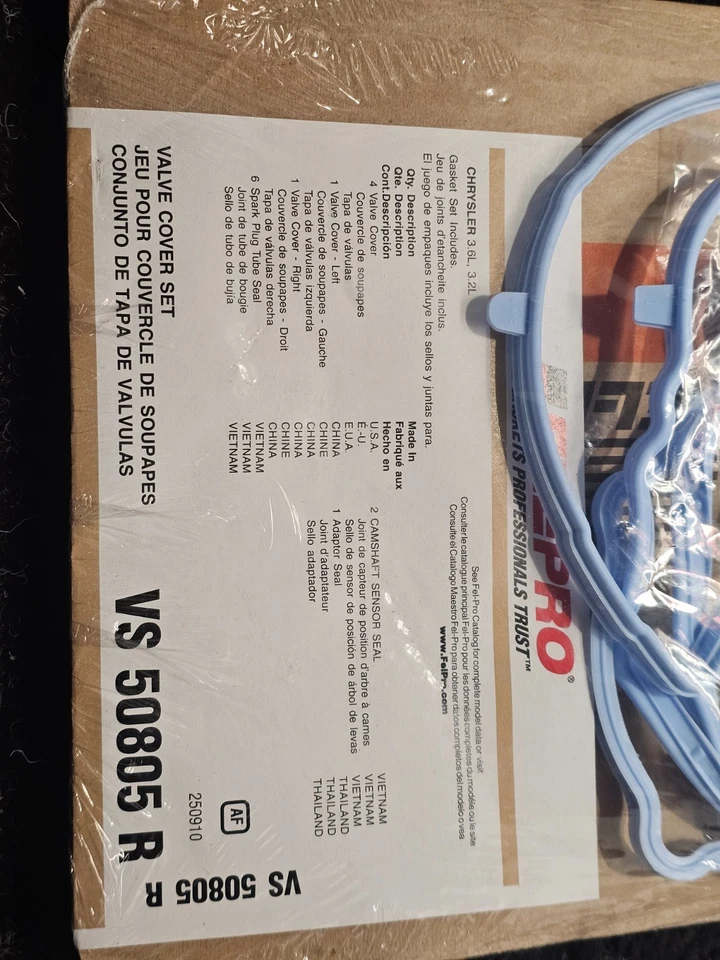 FELPRO®
GASKETS PROFESSIONALS TRUST™
CHRYSLER 3.6L, 3.2L
Gasket Set Includes.
Jeu de joints d'etancheite inclus.
El juego de empaques incluye los sellos y juntas para.
See Fel-Pro Catalog for complete model data or visit
Consulter le catalogue principal Fel-Pro pour les données completes du modéle ou le site
Consulte el Catalogo Maestro Fel-Pro para obtener datos completos del modelo o vea
www.FelPro.com
Qty. Description Made In
Qte. Description Fabriqué aux
Cont.Descripción Hecho en
4 Valve Cover U.S.A.
Couvercle de soupapes É.-U.
Tapa de válvulas E.U.A.
1 Valve Cover - Left CHINA
Couvercle de soupapes - Gauche CHINE
Tapa de válvulas izquierda CHINA
1 Valve Cover - Right CHINA
Couvercle de soupapes - Droit CHINE
Tapa de válvulas derecha CHINA
6 Spark Plug Tube Seal VIETNAM
Joint de tube de bougie VIETNAM
Sello de tubo de bujía VIETNAM
2 CAMSHAFT SENSOR SEAL VIETNAM
Joint de capteur de position d'arbre à cames VIETNAM
Sello de sensor de posición de árbol de levas VIETNAM
1 Adaptor Seal THAILAND
Joint d'adaptateur THAILAND
Sello adaptador THAILAND
VALVE COVER SET
JEU POUR COUVERCLE DE SOUPAPES
CONJUNTO DE TAPA DE VALVULAS
VS 50805 R
250910
AF
VS 50805 R